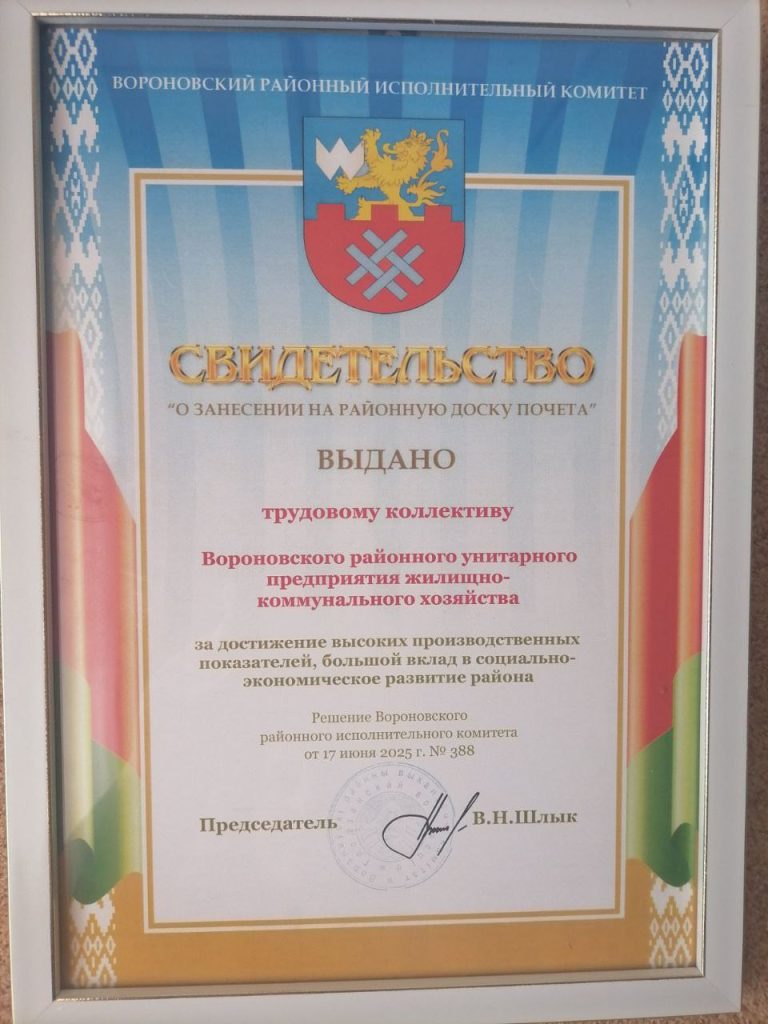 ВОРОНОВСКИЙ РАЙОННЫЙ ИСПОЛНИТЕЛЬНЫЙ КОМИТЕТ
W
СВИДЕТЕЛЬСТВО
"О ЗАНЕСЕНИИ НА РАЙОННУЮ ДОСКУ ПОЧЕТА"
ВЫДАНО
трудовому коллективу
Вороновского районного унитарного
предприятия жилищно-
коммунального хозяйства
за достижение высоких производственных
показателей, большой вклад в социально-
экономическое развитие района
Решение Вороновского
районного исполнительного комитета
от 17 июня 2025 г. № 388
Председатель
В.Н.Шлык